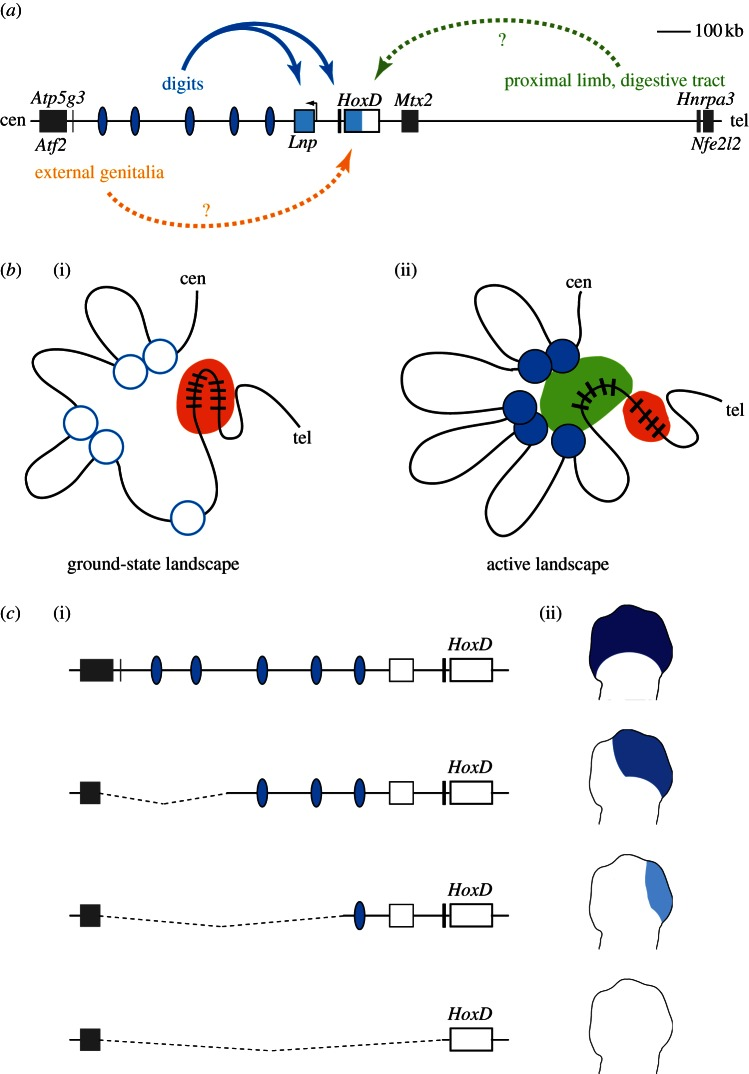 (a)
?
100 kb
digits
proximal limb, digestive tract
Atp5g3
HoxD
Mtx2
Hnrpa3
cen
tel
Atf2
Lnp
Nfe2l2
external genitalia
?
(b) (i) (ii)
cen
cen
tel
tel
ground-state landscape
active landscape
(c) (i) (ii)
HoxD
HoxD
HoxD
HoxD